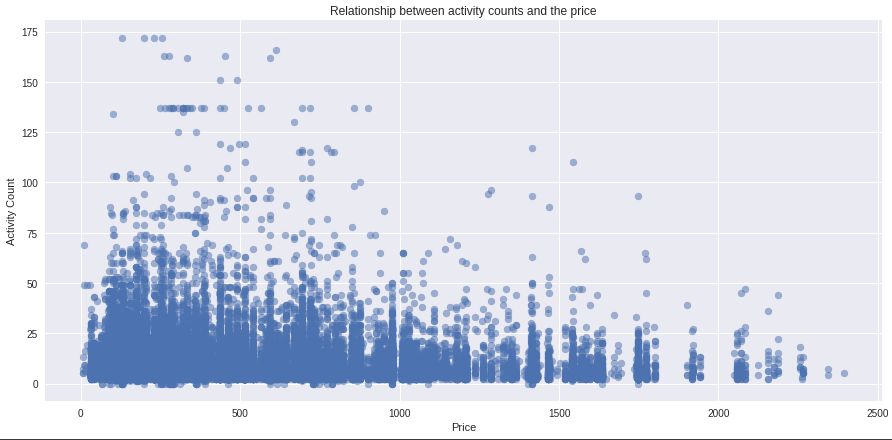 Relationship between activity counts and the price
175
150
125
100
75
50
25
0
Activity Count
0 500 1000 1500 2000 2500
Price